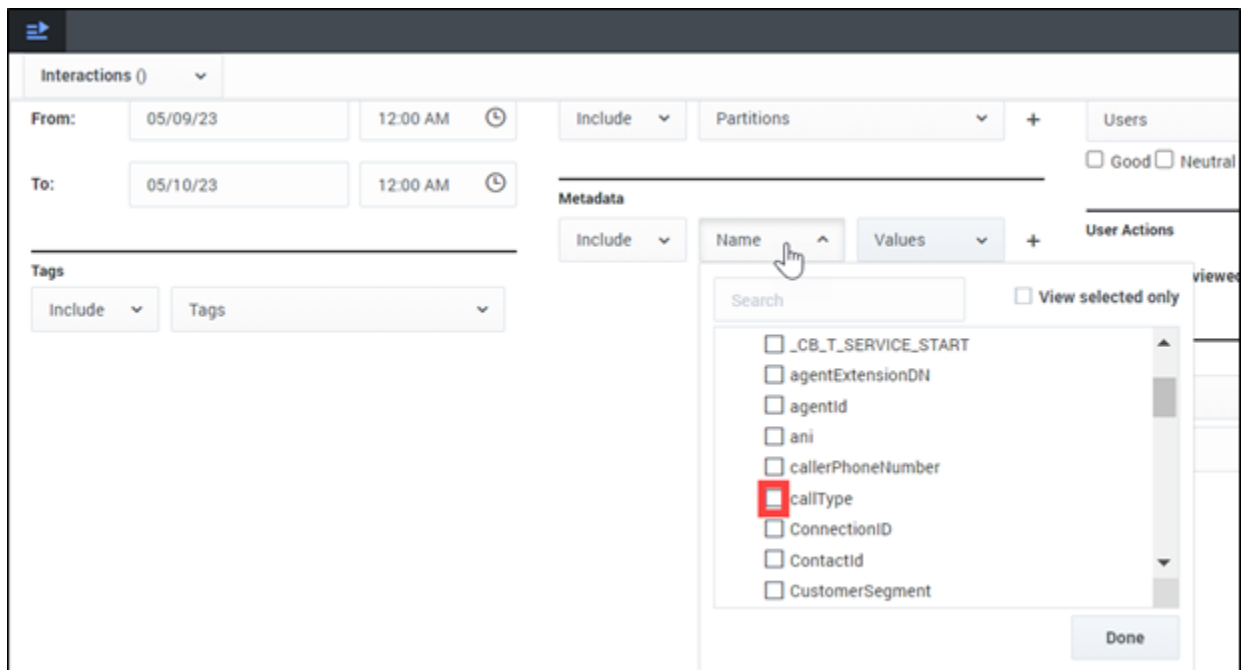 Interactions ()
From: 05/09/23 12:00 AM Include Partitions + Users
Good Neutral
To: 05/10/23 12:00 AM
Metadata
Include Name Values + User Actions
Tags
viewed
Search View selected only
Include Tags
_CB_T_SERVICE_START
agentExtensionDN
agentId
ani
callerPhoneNumber
callType
ConnectionID
ContactId
CustomerSegment
Done